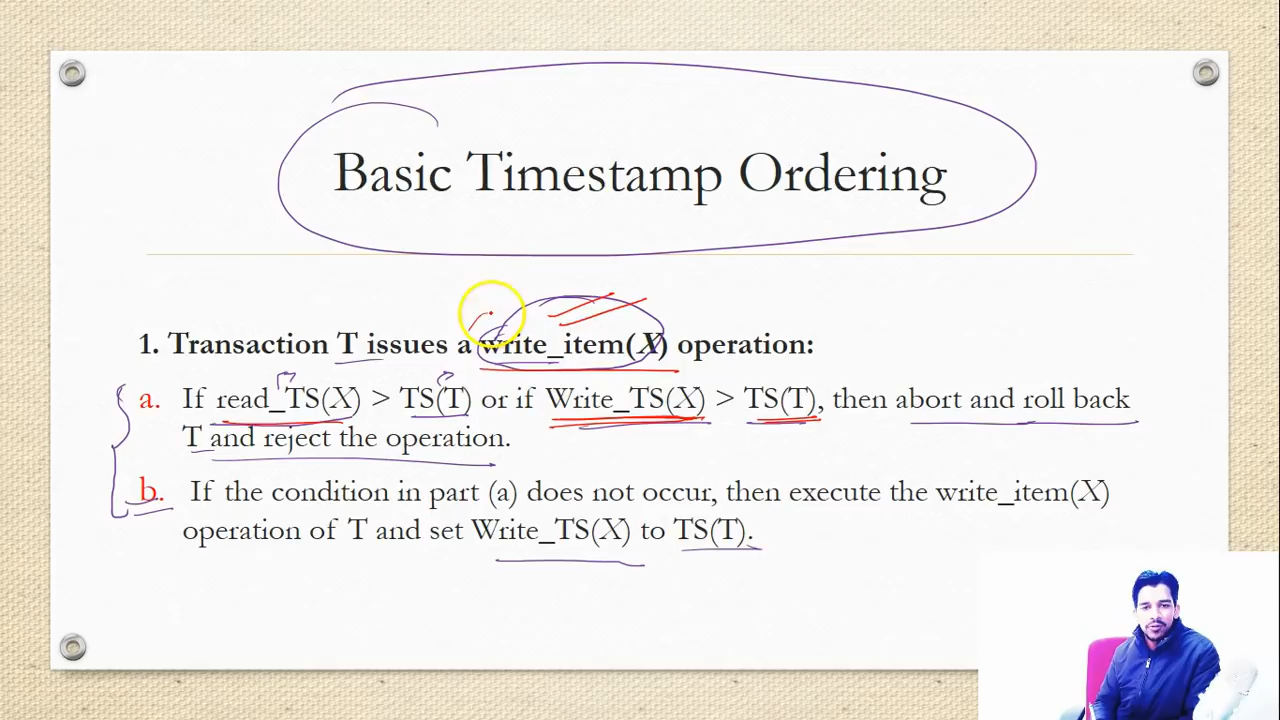 Basic Timestamp Ordering
1. Transaction T issues a write_item(X) operation:
a. If read_TS(X) > TS(T) or if Write_TS(X) > TS(T), then abort and roll back
T and reject the operation.
b. If the condition in part (a) does not occur, then execute the write_item(X)
operation of T and set Write_TS(X) to TS(T).